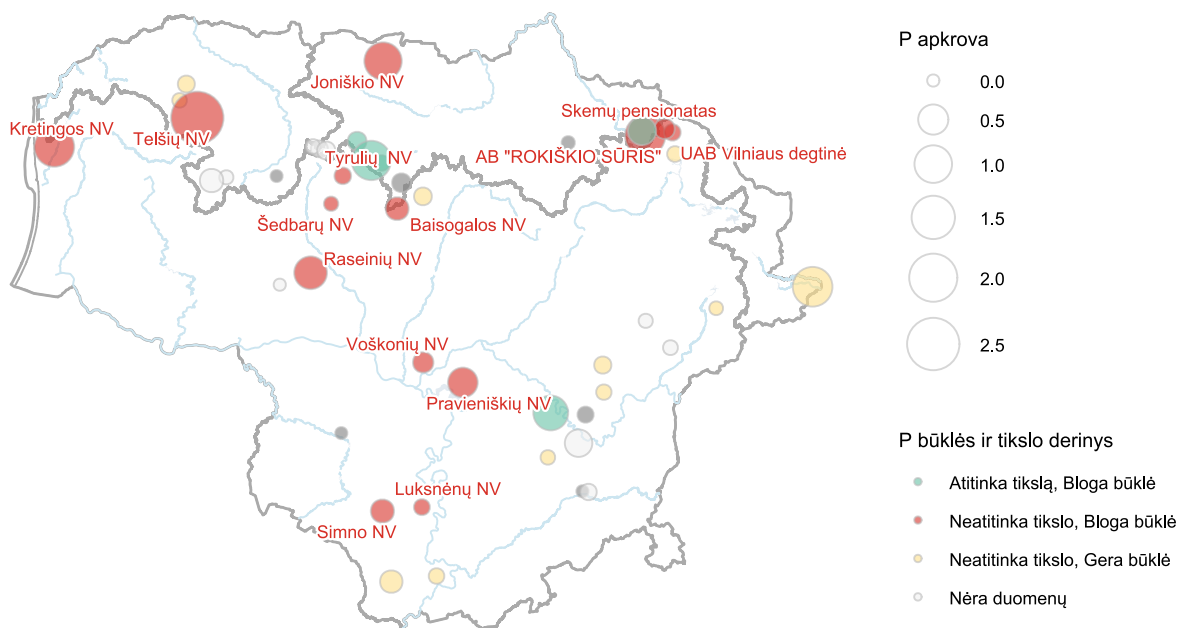 Joniškio NV
Kretingos NV
Telšių NV
Skemų pensionatas
Tyrulių NV
AB "ROKIŠKIO SŪRIS"
UAB Vilniaus degtinė
Šedbarų NV
Baisogalos NV
Raseinių NV
Voškonių NV
Pravieniškių NV
Luksnėnų NV
Simno NV
P apkrova
0.0
0.5
1.0
1.5
2.0
2.5
P būklės ir tikslo derinys
Atitinka tikslą, Bloga būklė
Neatitinka tikslo, Bloga būklė
Neatitinka tikslo, Gera būklė
Nėra duomenų